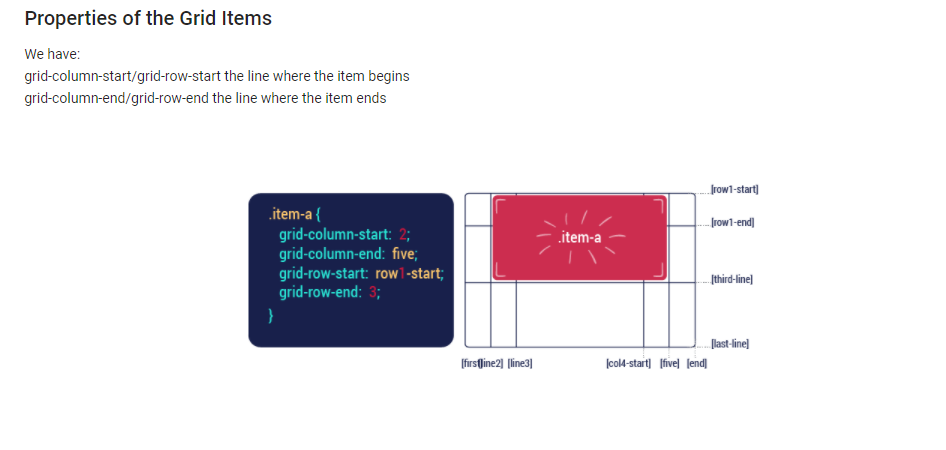 Properties of the Grid Items
We have:
grid-column-start/grid-row-start the line where the item begins
grid-column-end/grid-row-end the line where the item ends
.item-a {
grid-column-start: 2;
grid-column-end: five;
grid-row-start: row1-start;
grid-row-end: 3;
}
.item-a
[row1-start]
[row1-end]
[third-line]
[last-line]
[first] [line2] [line3] [col4-start] [five] [end]